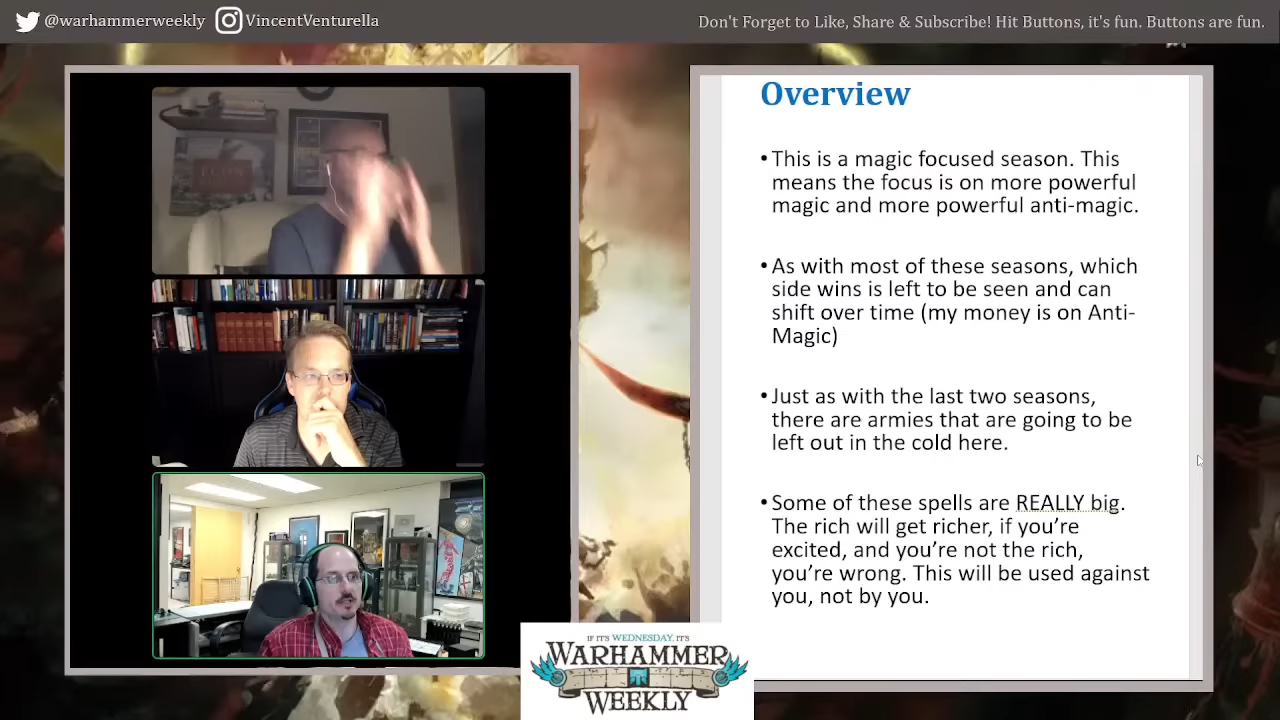 @warhammerweekly VincentVenturella Don't Forget to Like, Share & Subscribe! Hit Buttons, it's fun. Buttons are fun.
Overview
• This is a magic focused season. This
means the focus is on more powerful
magic and more powerful anti-magic.
• As with most of these seasons, which
side wins is left to be seen and can
shift over time (my money is on Anti-
Magic)
• Just as with the last two seasons,
there are armies that are going to be
left out in the cold here.
• Some of these spells are REALLY big.
The rich will get richer, if you're
excited, and you're not the rich,
you're wrong. This will be used against
you, not by you.
IF IT'S WEDNESDAY, IT'S
WARHAMMER
WEEKLY